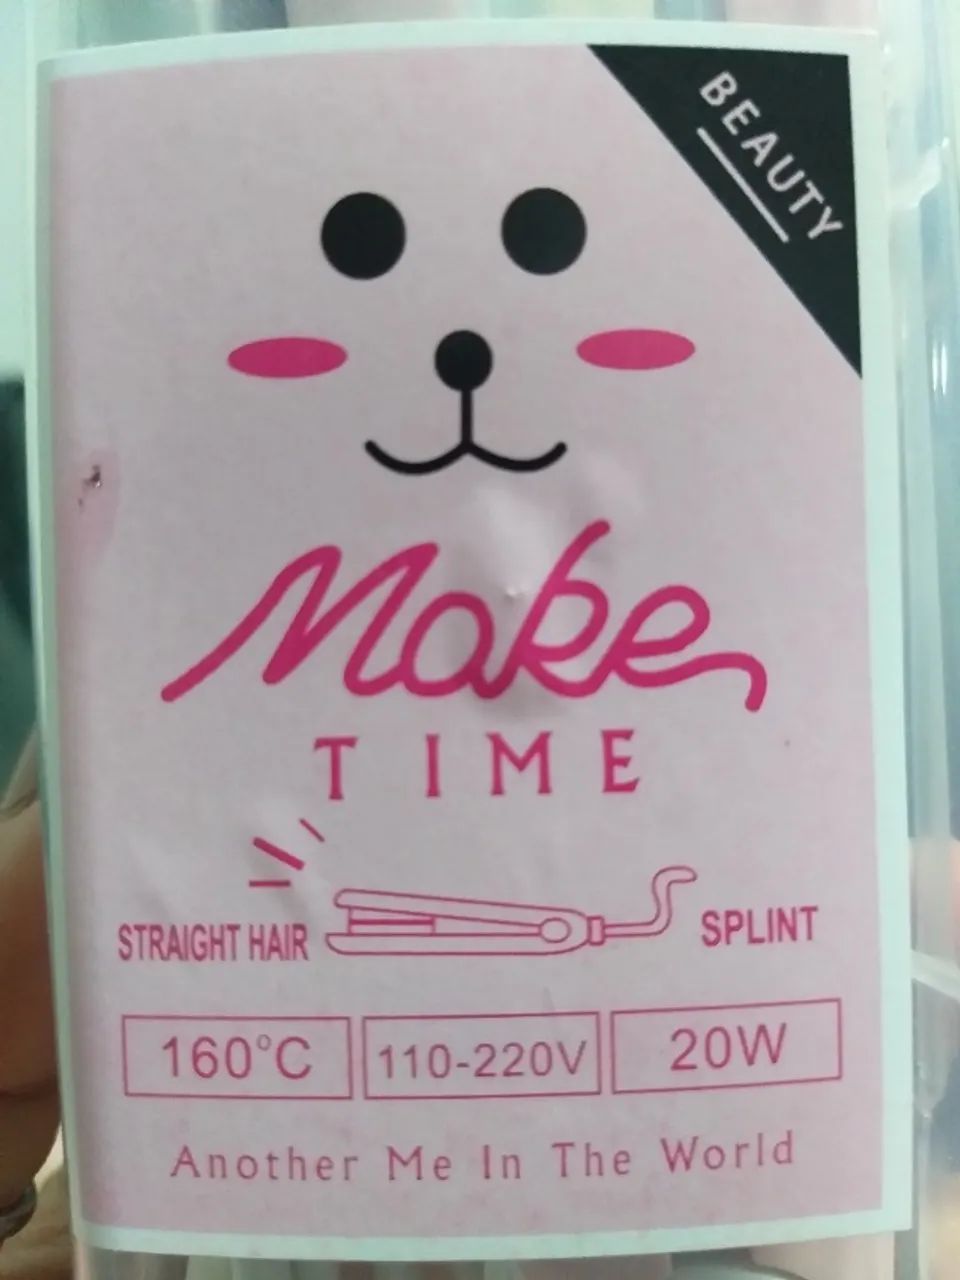 BEAUTY
Make
TIME
STRAIGHT HAIR SPLINT
160°C 110-220V 20W
Another Me In The World